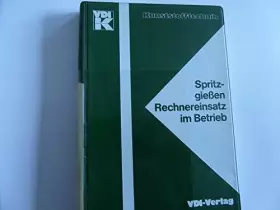 VDI
K
Kunststofftechnik
Spritz-
gießen
Rechnereinsatz
im Betrieb
VDI-Verlag